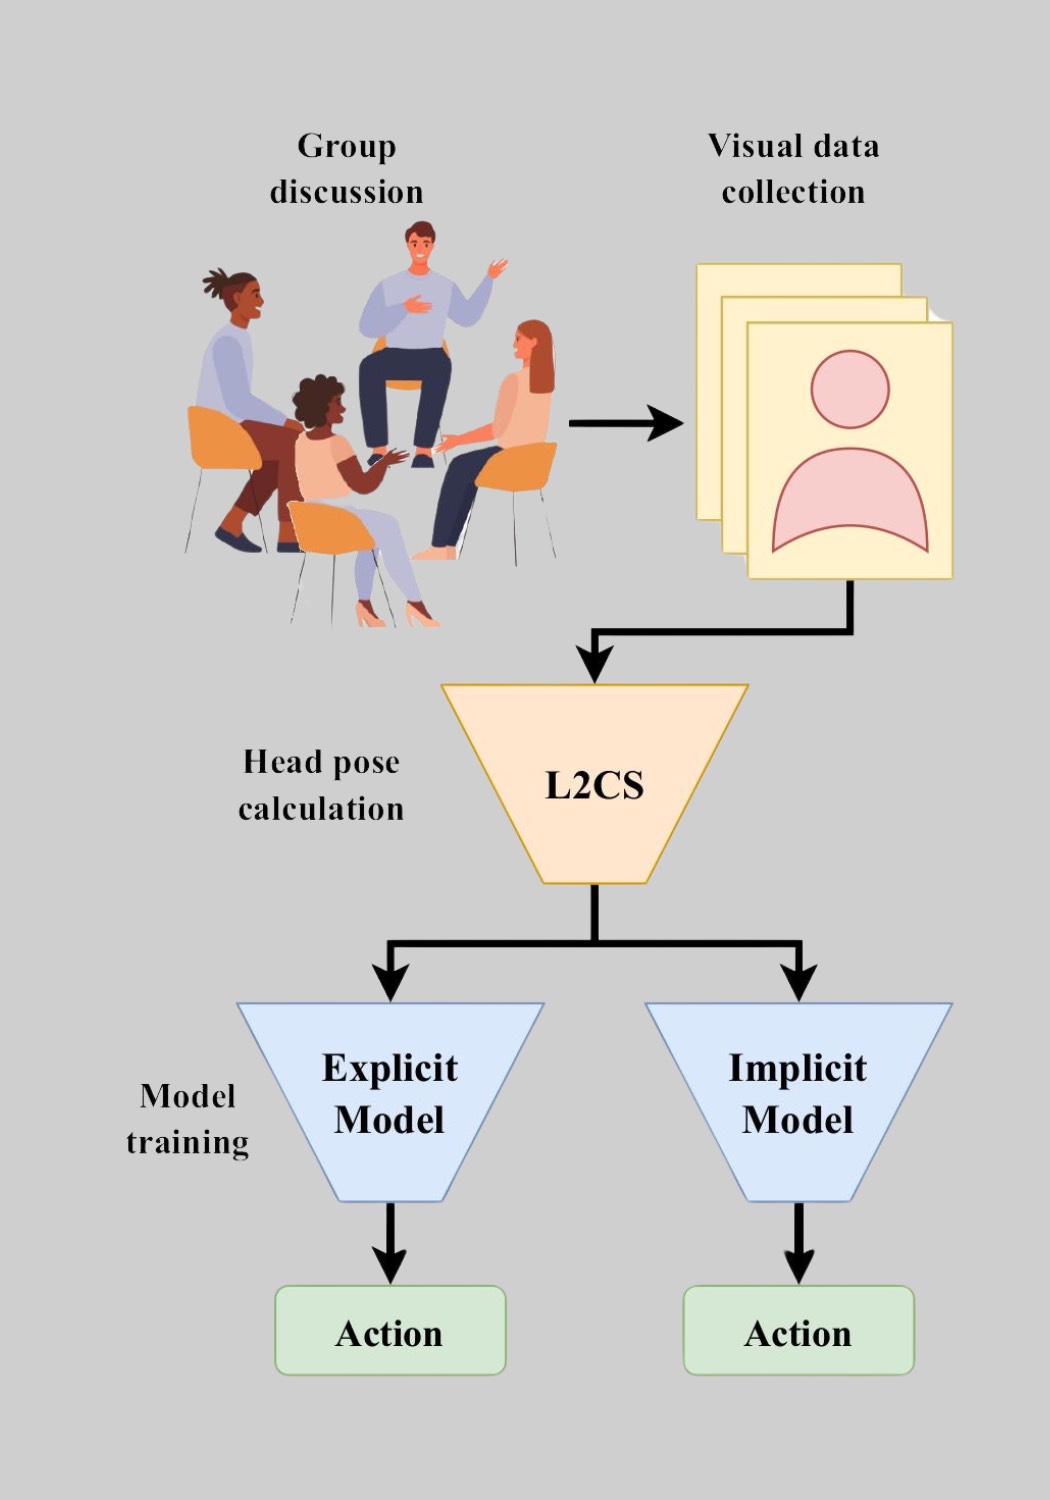 Group
discussion
Visual data
collection
Head pose
calculation
L2CS
Explicit
Model
Implicit
Model
Model
training
Action
Action